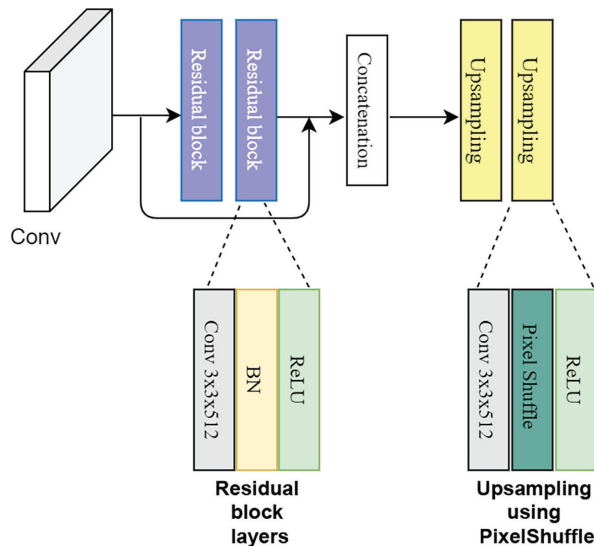 Conv
Residual block
Residual block
Concatenation
Upsampling
Upsampling
Conv 3x3x512
BN
ReLU
Conv 3x3x512
Pixel Shuffle
ReLU
Residual
block
layers
Upsampling
using
PixelShuffle